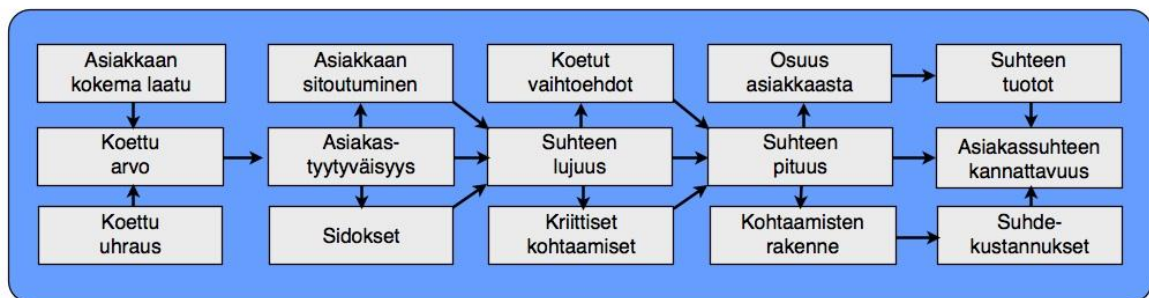 Asiakkaan
kokema laatu
Asiakkaan
sitoutuminen
Koetut
vaihtoehdot
Osuus
asiakkaasta
Suhteen
tuotot
Koettu
arvo
Asiakas-
tyytyväisyys
Suhteen
lujuus
Suhteen
pituus
Asiakassuhteen
kannattavuus
Koettu
uhraus
Sidokset
Kriittiset
kohtaamiset
Kohtaamisten
rakenne
Suhde-
kustannukset